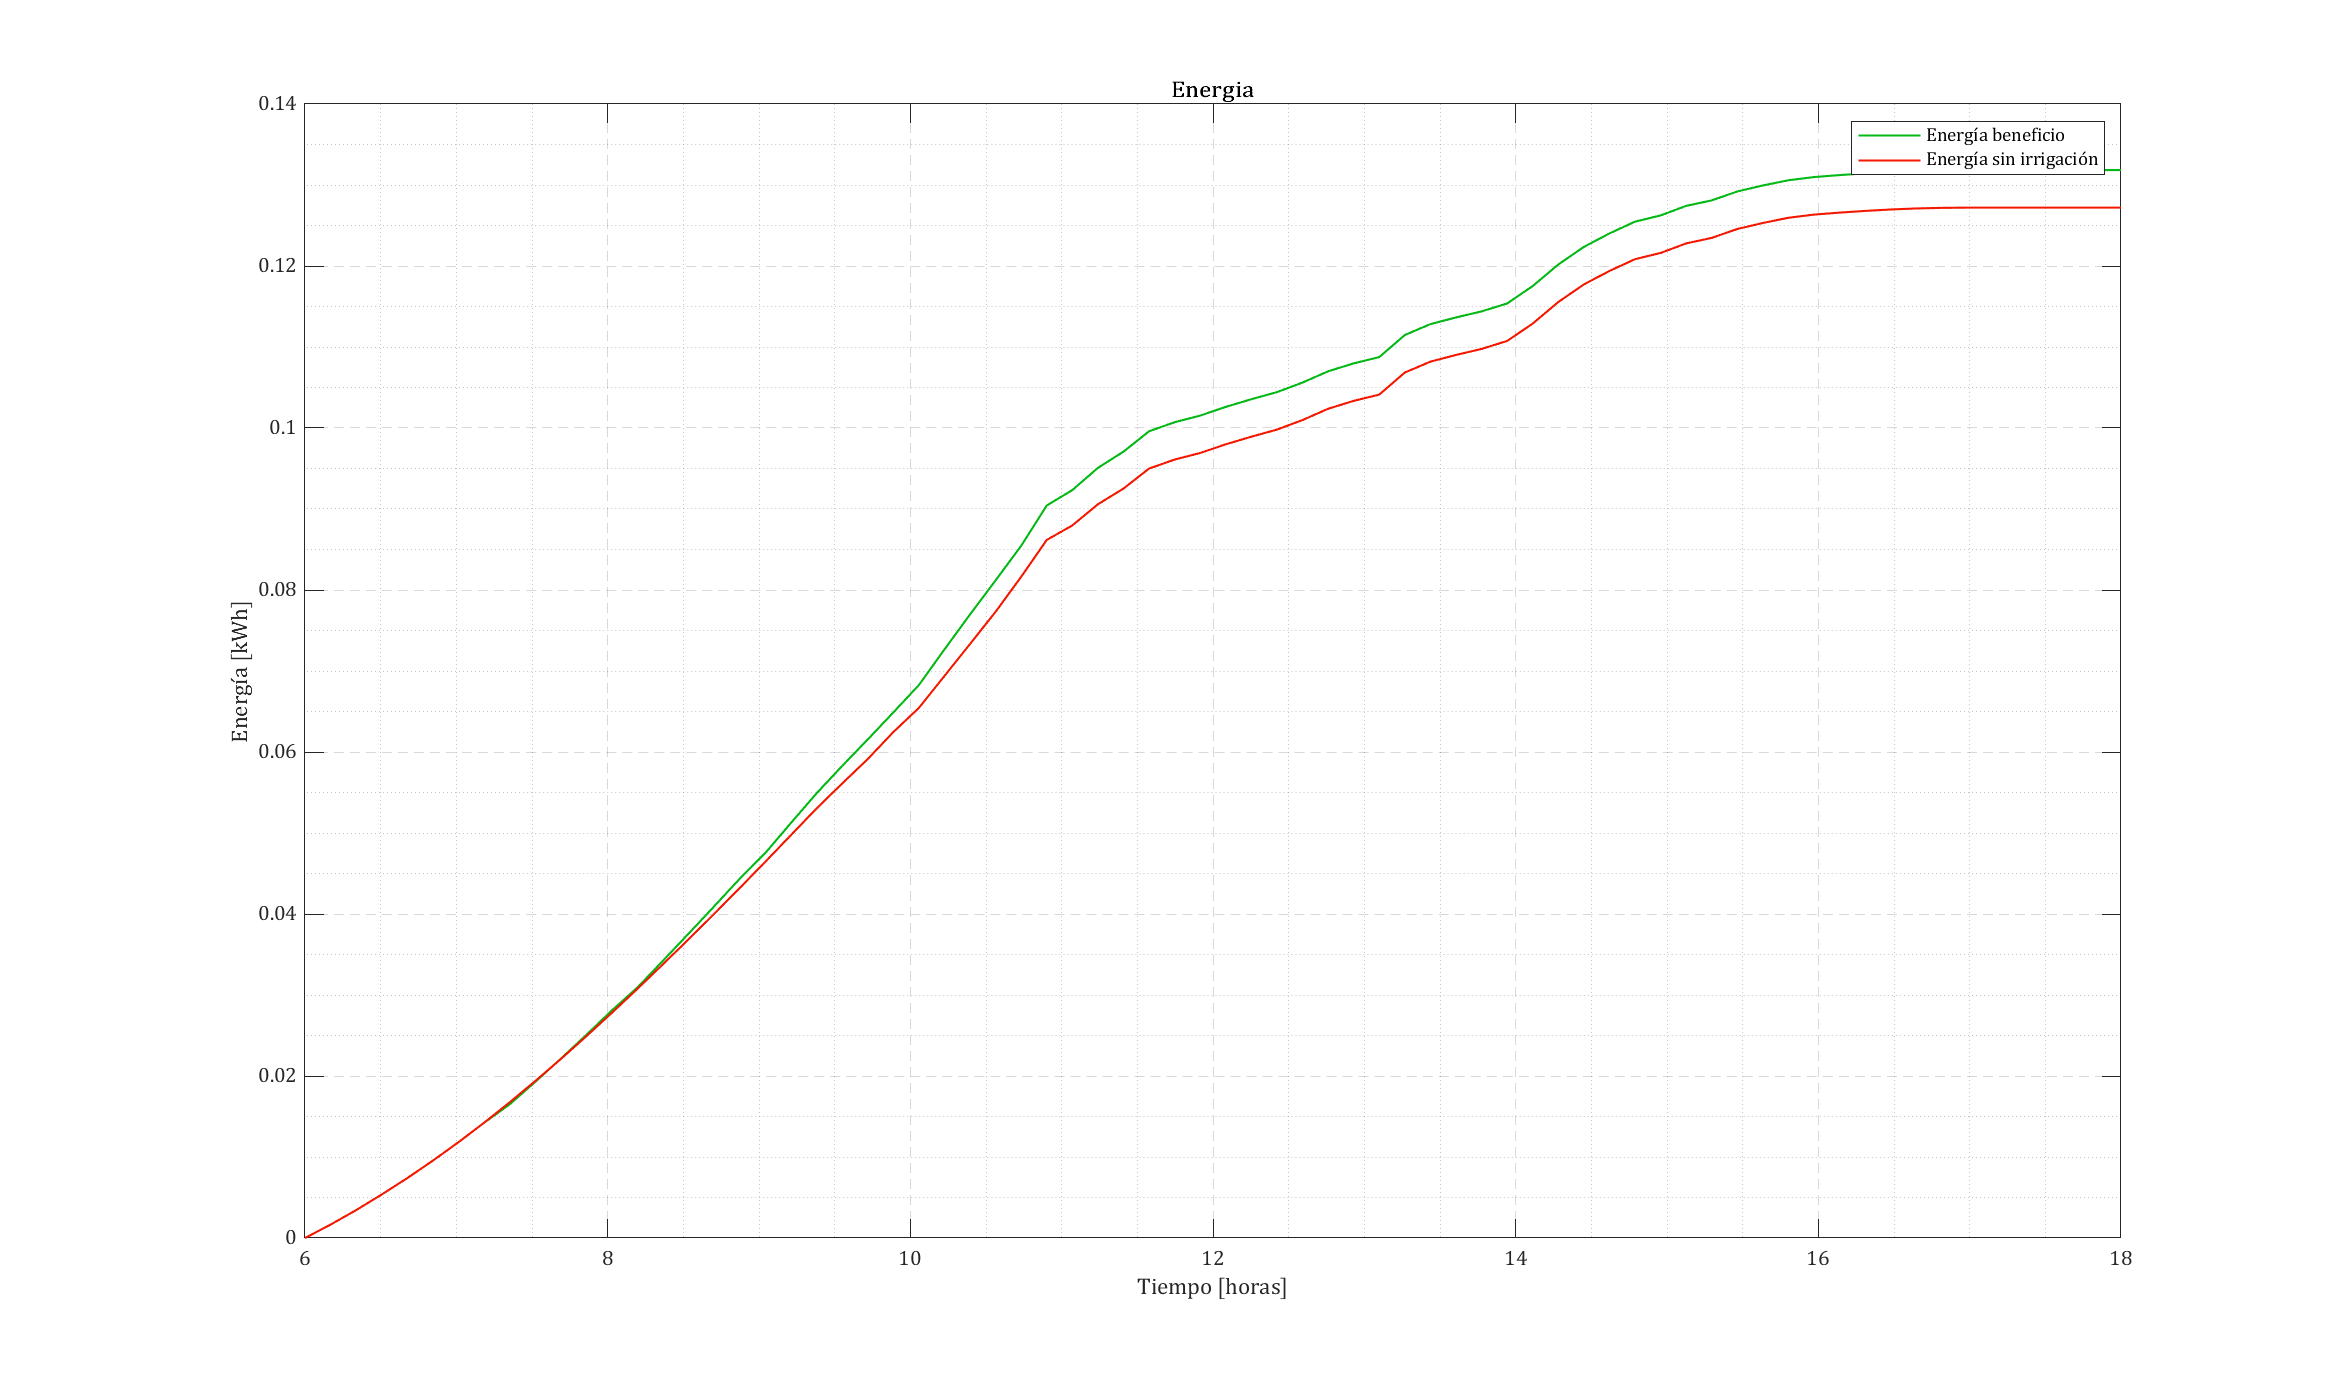 Energia
0.14
0.12
0.1
0.08
0.06
0.04
0.02
0
Energía [kWh]
Energía beneficio
Energía sin irrigación
6 8 10 12 14 16 18
Tiempo [horas]